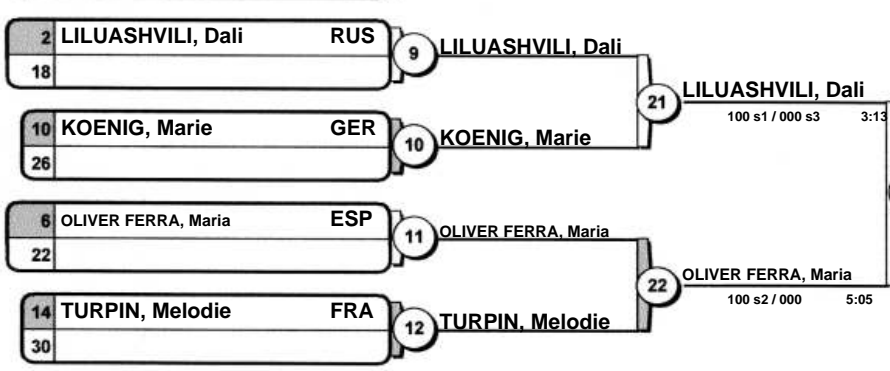 2 LILUASHVILI, Dali RUS
18
9
LILUASHVILI, Dali
10 KOENIG, Marie GER
26
10
KOENIG, Marie
21
LILUASHVILI, Dali
100 s1 / 000 s3 3:13
6 OLIVER FERRA, Maria ESP
22
11
OLIVER FERRA, Maria
14 TURPIN, Melodie FRA
30
12
TURPIN, Melodie
22
OLIVER FERRA, Maria
100 s2 / 000 5:05